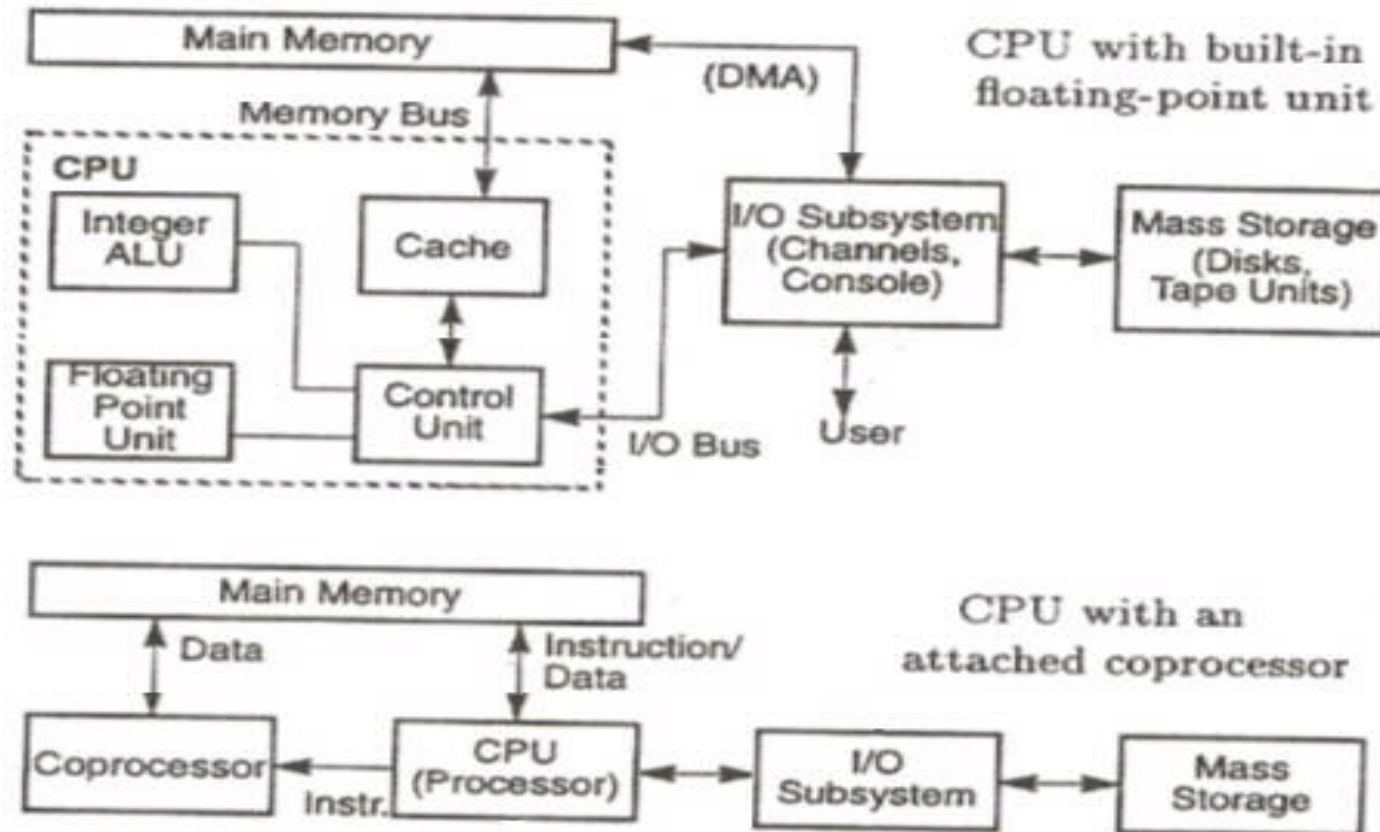 Main Memory
CPU with built-in
floating-point unit
(DMA)
Memory Bus
CPU
Integer
ALU
Cache
I/O Subsystem
(Channels,
Console)
Mass Storage
(Disks,
Tape Units)
Floating
Point
Unit
Control
Unit
I/O Bus
User
Main Memory
CPU with an
attached coprocessor
Data
Instruction/
Data
Coprocessor
Instr.
CPU
(Processor)
I/O
Subsystem
Mass
Storage